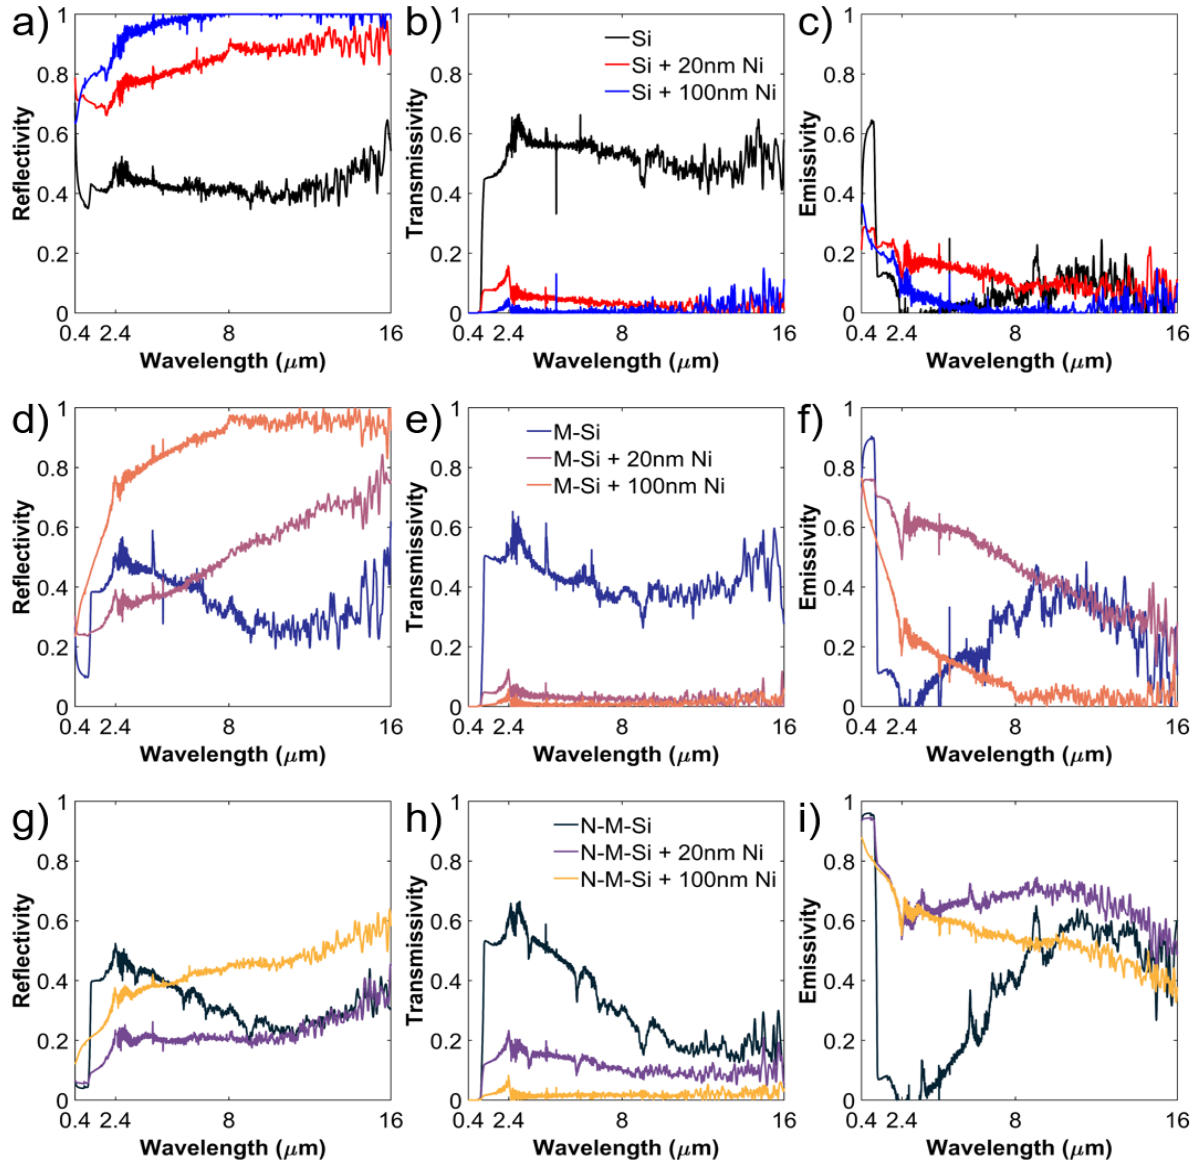 a)
Reflectivity
1
0.8
0.6
0.4
0.2
0
0.4 2.4 8 16
Wavelength (μm)
b)
Transmissivity
1
0.8
0.6
0.4
0.2
0
Si
Si + 20nm Ni
Si + 100nm Ni
0.4 2.4 8 16
Wavelength (μm)
c)
Emissivity
1
0.8
0.6
0.4
0.2
0
0.4 2.4 8 16
Wavelength (μm)
d)
Reflectivity
1
0.8
0.6
0.4
0.2
0
0.4 2.4 8 16
Wavelength (μm)
e)
Transmissivity
1
0.8
0.6
0.4
0.2
0
M-Si
M-Si + 20nm Ni
M-Si + 100nm Ni
0.4 2.4 8 16
Wavelength (μm)
f)
Emissivity
1
0.8
0.6
0.4
0.2
0
0.4 2.4 8 16
Wavelength (μm)
g)
Reflectivity
1
0.8
0.6
0.4
0.2
0
0.4 2.4 8 16
Wavelength (μm)
h)
Transmissivity
1
0.8
0.6
0.4
0.2
0
N-M-Si
N-M-Si + 20nm Ni
N-M-Si + 100nm Ni
0.4 2.4 8 16
Wavelength (μm)
i)
Emissivity
1
0.8
0.6
0.4
0.2
0
0.4 2.4 8 16
Wavelength (μm)